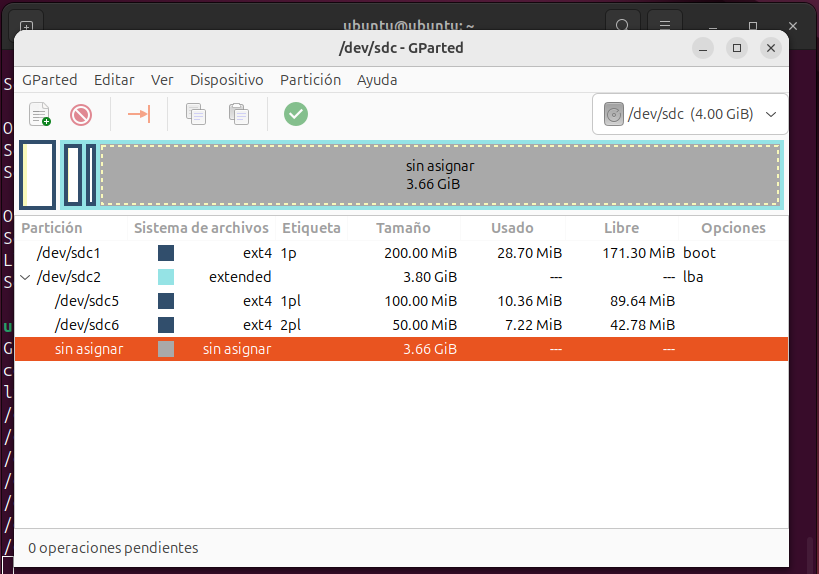 ubuntu@ubuntu: ~
/dev/sdc - GParted
GParted Editar Ver Dispositivo Partición Ayuda
/dev/sdc (4.00 GiB)
sin asignar
3.66 GiB
Partición Sistema de archivos Etiqueta Tamaño Usado Libre Opciones
/dev/sdc1 ext4 1p 200.00 MiB 28.70 MiB 171.30 MiB boot
/dev/sdc2 extended 3.80 GiB --- --- lba
/dev/sdc5 ext4 1pl 100.00 MiB 10.36 MiB 89.64 MiB
/dev/sdc6 ext4 2pl 50.00 MiB 7.22 MiB 42.78 MiB
sin asignar sin asignar 3.66 GiB --- ---
0 operaciones pendientes
S
O
S
S
O
S
L
S
u
G
c
l
/
/
/
/
/
/
/